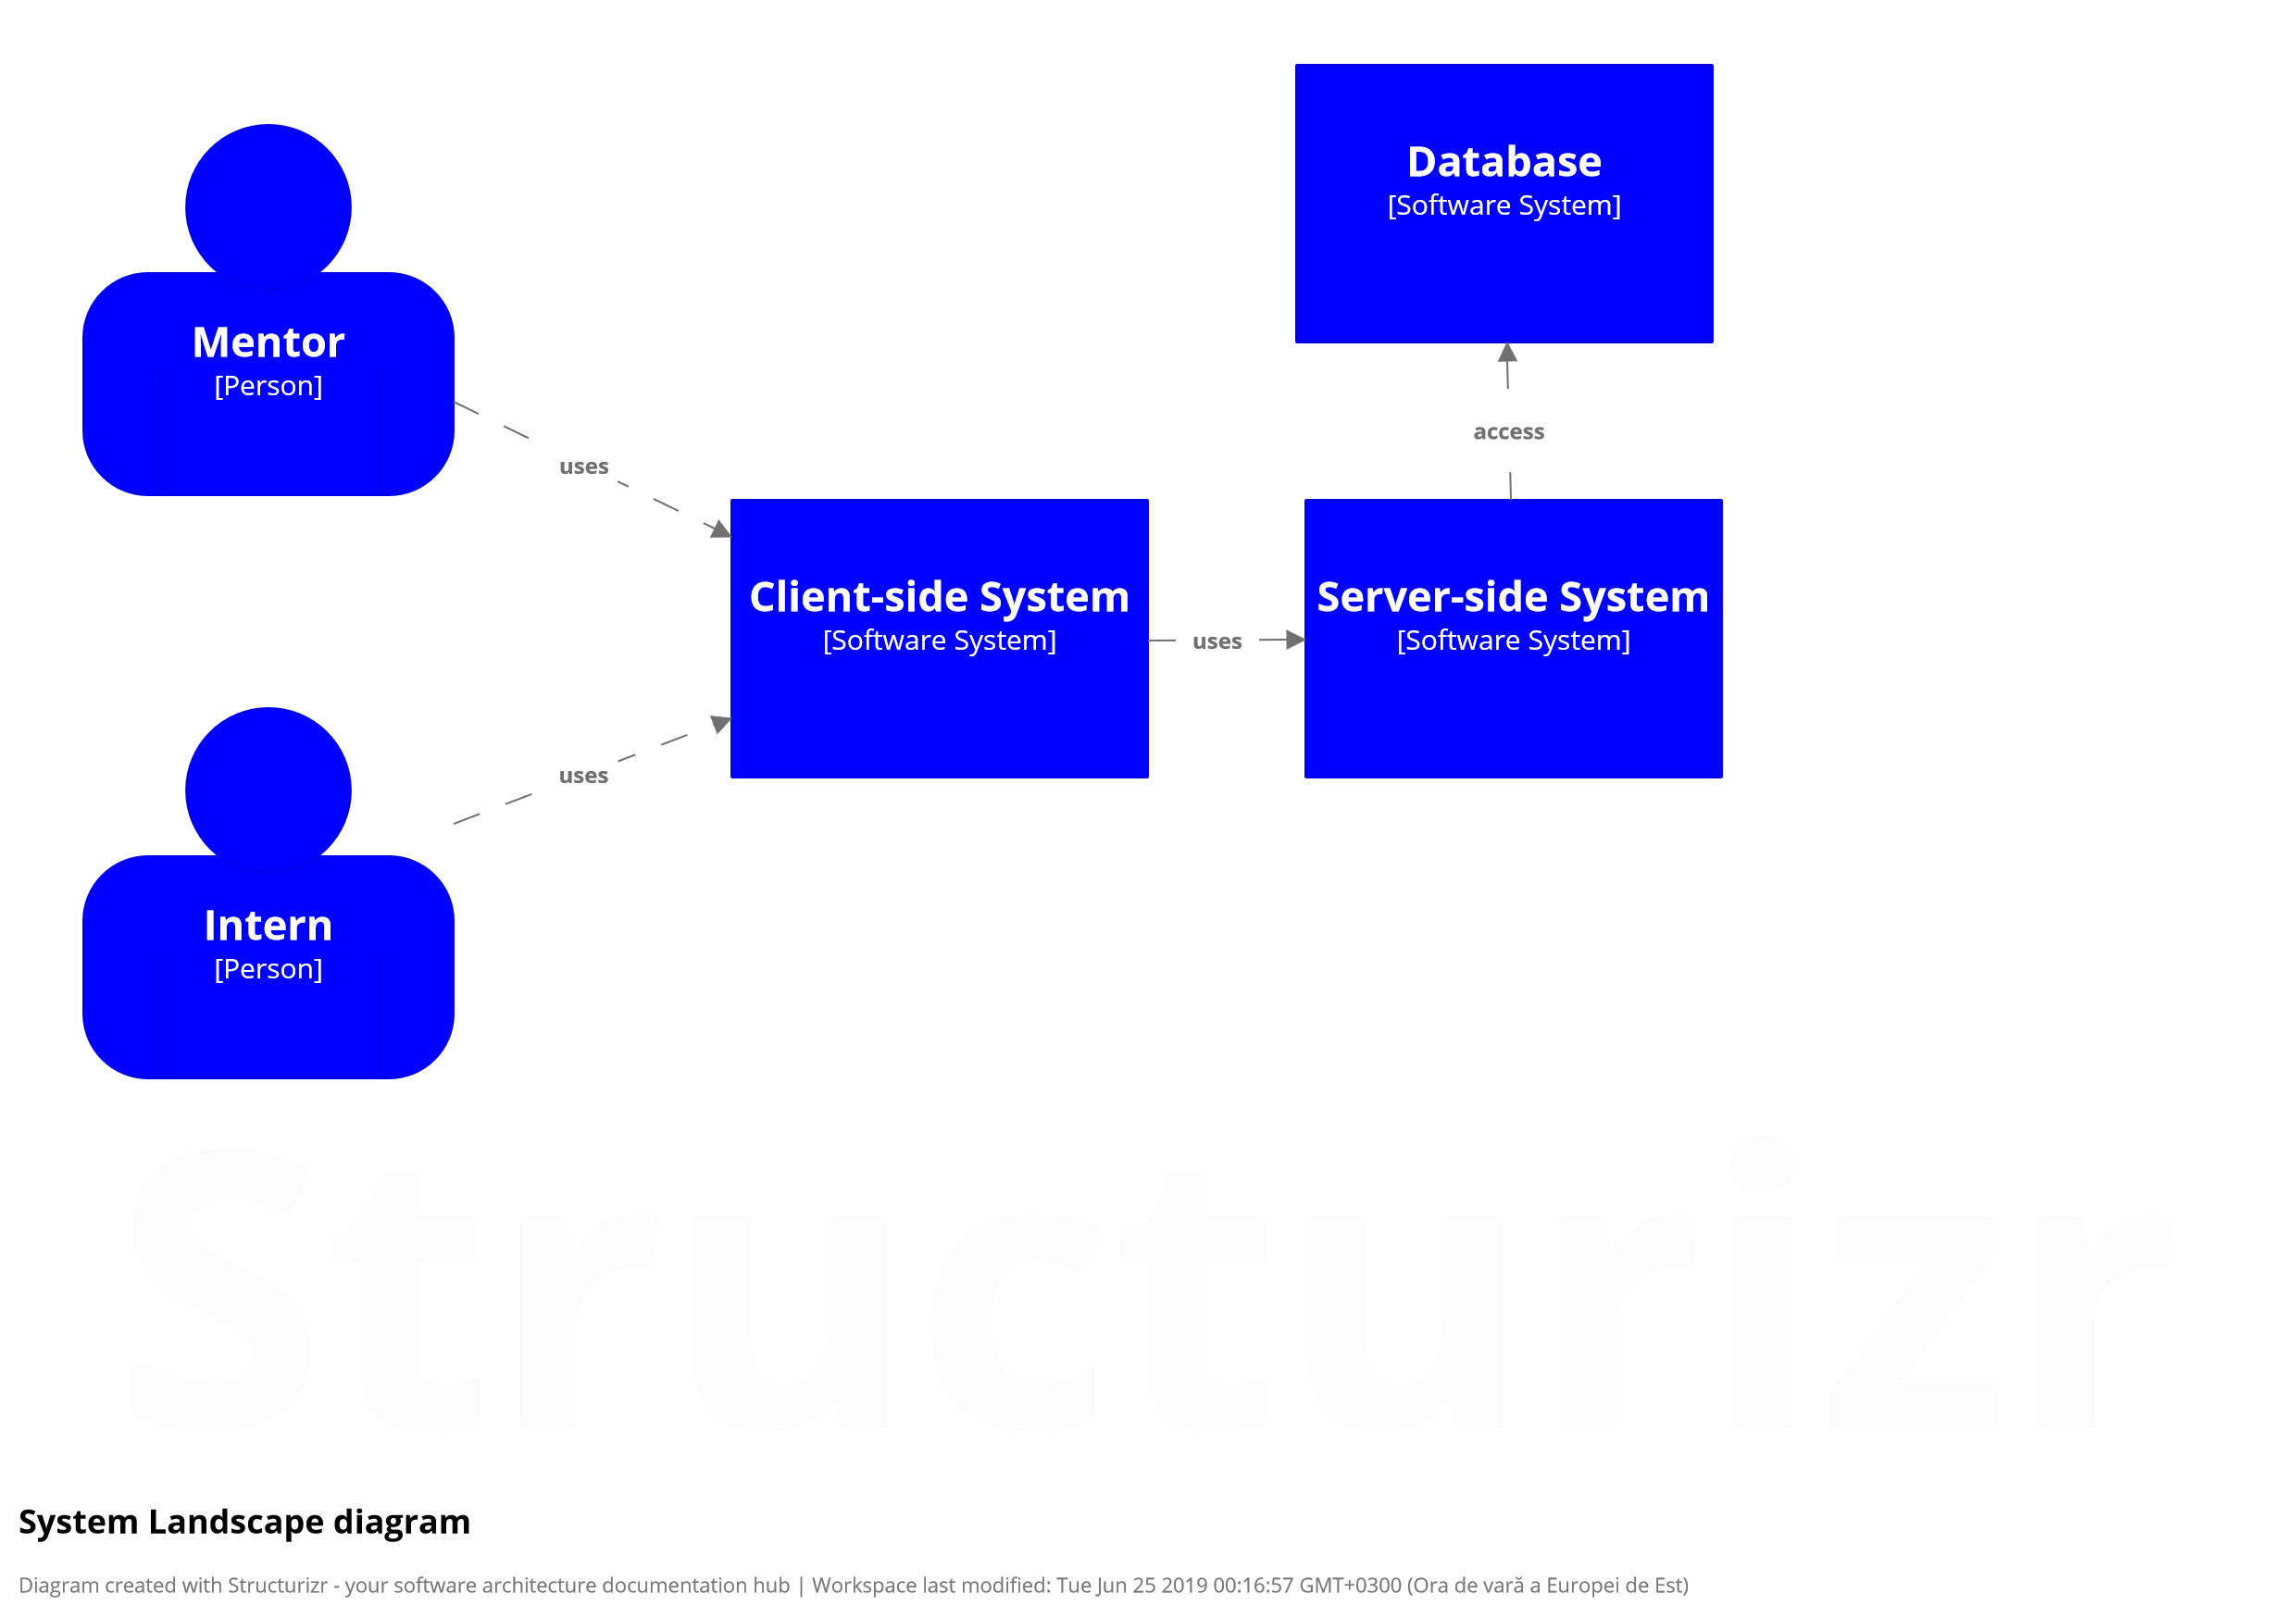 Database
[Software System]
Mentor
[Person]
access
uses
Client-side System
[Software System]
uses
Server-side System
[Software System]
uses
Intern
[Person]
Structurizr
System Landscape diagram
Diagram created with Structurizr - your software architecture documentation hub | Workspace last modified: Tue Jun 25 2019 00:16:57 GMT+0300 (Ora de vară a Europei de Est)